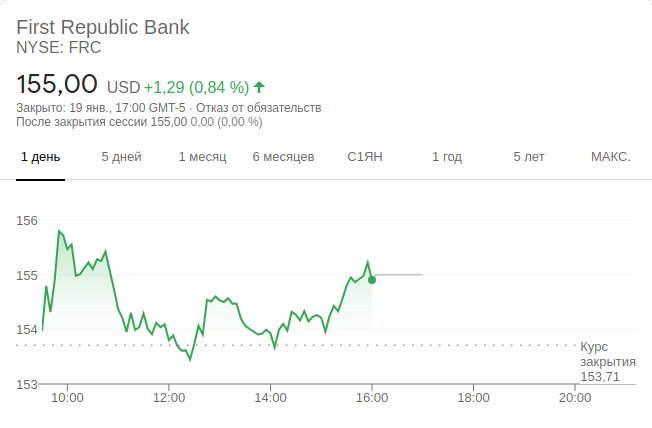 First Republic Bank
NYSE: FRC
155,00 USD +1,29 (0,84 %)
Закрыто: 19 янв., 17:00 GMT-5 · Отказ от обязательств
После закрытия сессии 155,00 0,00 (0,00 %)
1 день 5 дней 1 месяц 6 месяцев С1ЯН 1 год 5 лет МАКС.
156
155
154
Курс
закрытия
153,71
153
10:00 12:00 14:00 16:00 18:00 20:00